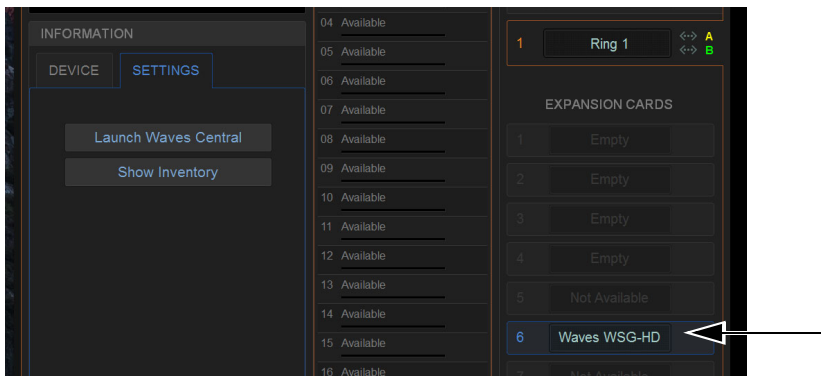 INFORMATION
DEVICE SETTINGS
Launch Waves Central
Show Inventory
04 Available
05 Available
06 Available
07 Available
08 Available
09 Available
10 Available
11 Available
12 Available
13 Available
14 Available
15 Available
16 Available
1 Ring 1 A
B
EXPANSION CARDS
1 Empty
2 Empty
3 Empty
4 Empty
5 Not Available
6 Waves WSG-HD
7 Not Available